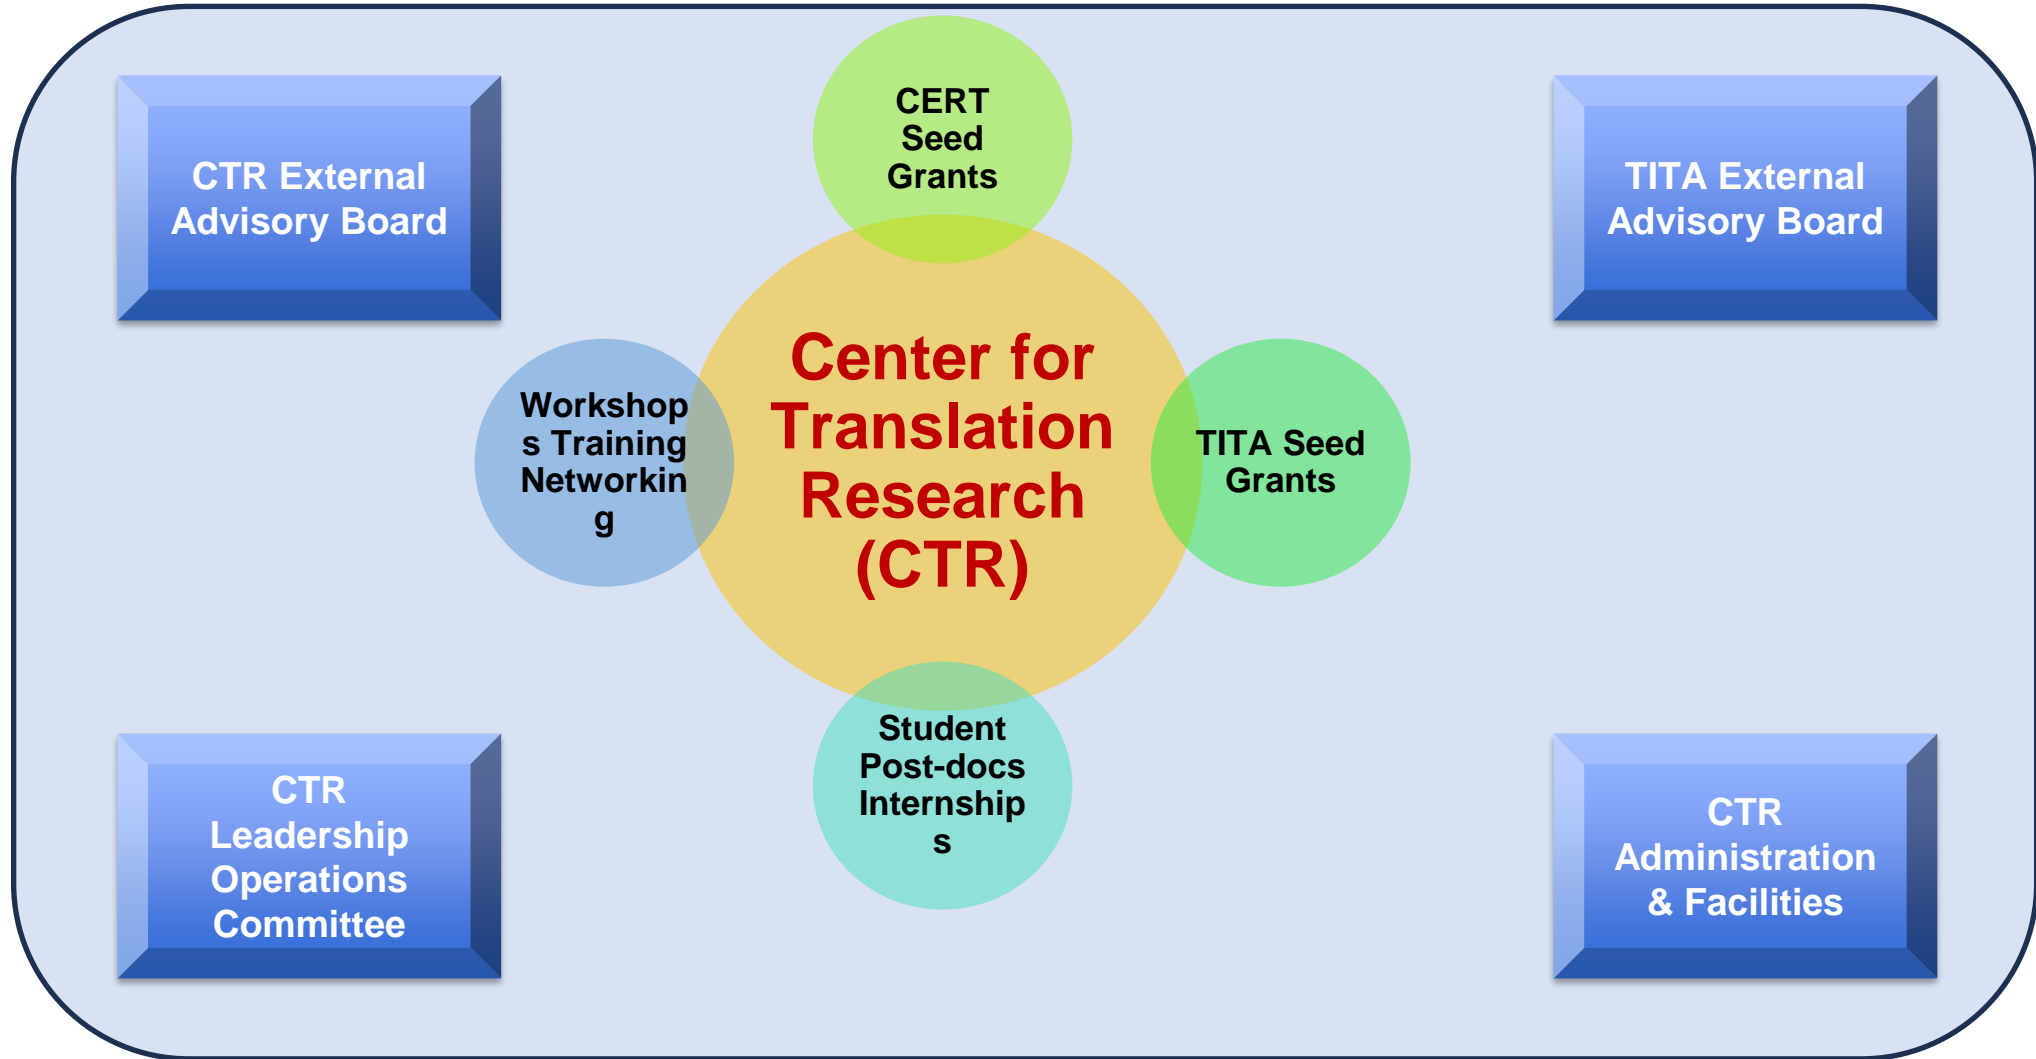 CERT
Seed
Grants
CTR External
Advisory Board
TITA External
Advisory Board
Center for
Translation
Research
(CTR)
Workshop
s Training
Networkin
g
TITA Seed
Grants
Student
Post-docs
Internship
s
CTR
Leadership
Operations
Committee
CTR
Administration
& Facilities